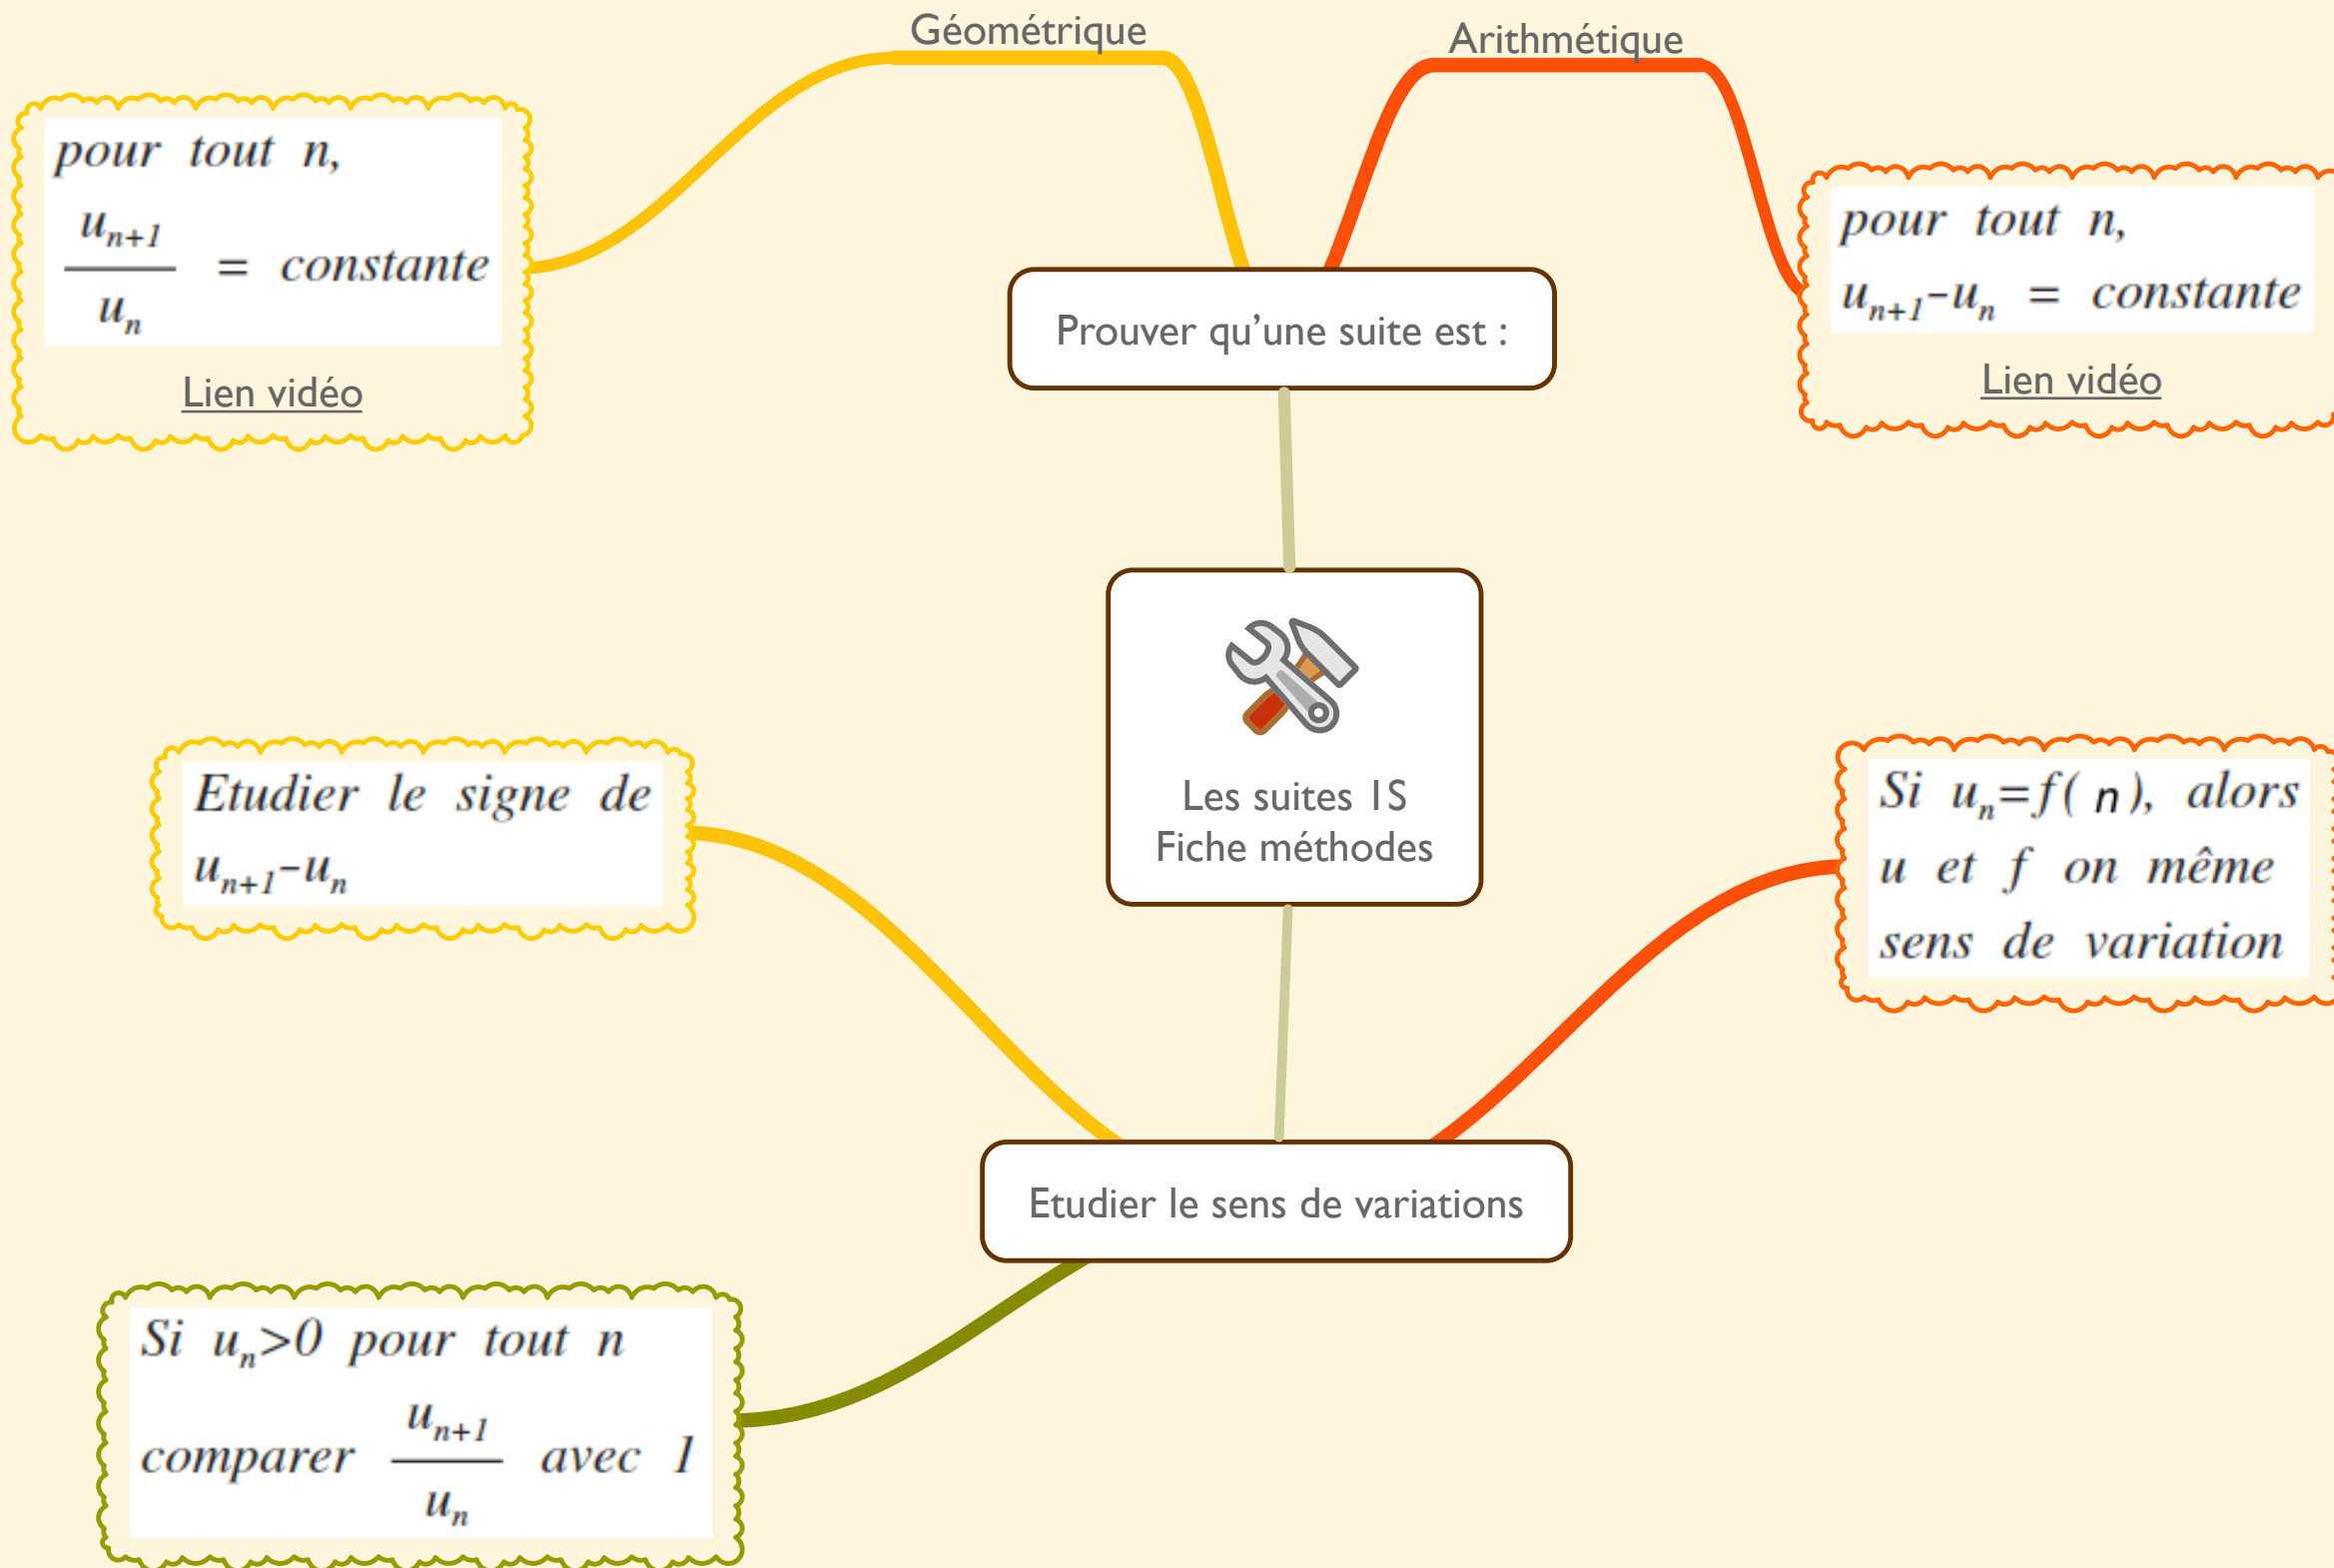 Géométrique
Arithmétique
pour tout n,
u_{n+1}
/ u_n = constante
Lien vidéo
pour tout n,
u_{n+1}-u_n = constante
Lien vidéo
Prouver qu’une suite est :
Les suites 1S
Fiche méthodes
Etudier le signe de
u_{n+1}-u_n
Si u_n=f( n ), alors
u et f on même
sens de variation
Etudier le sens de variations
Si u_n>0 pour tout n
comparer u_{n+1} / u_n avec 1